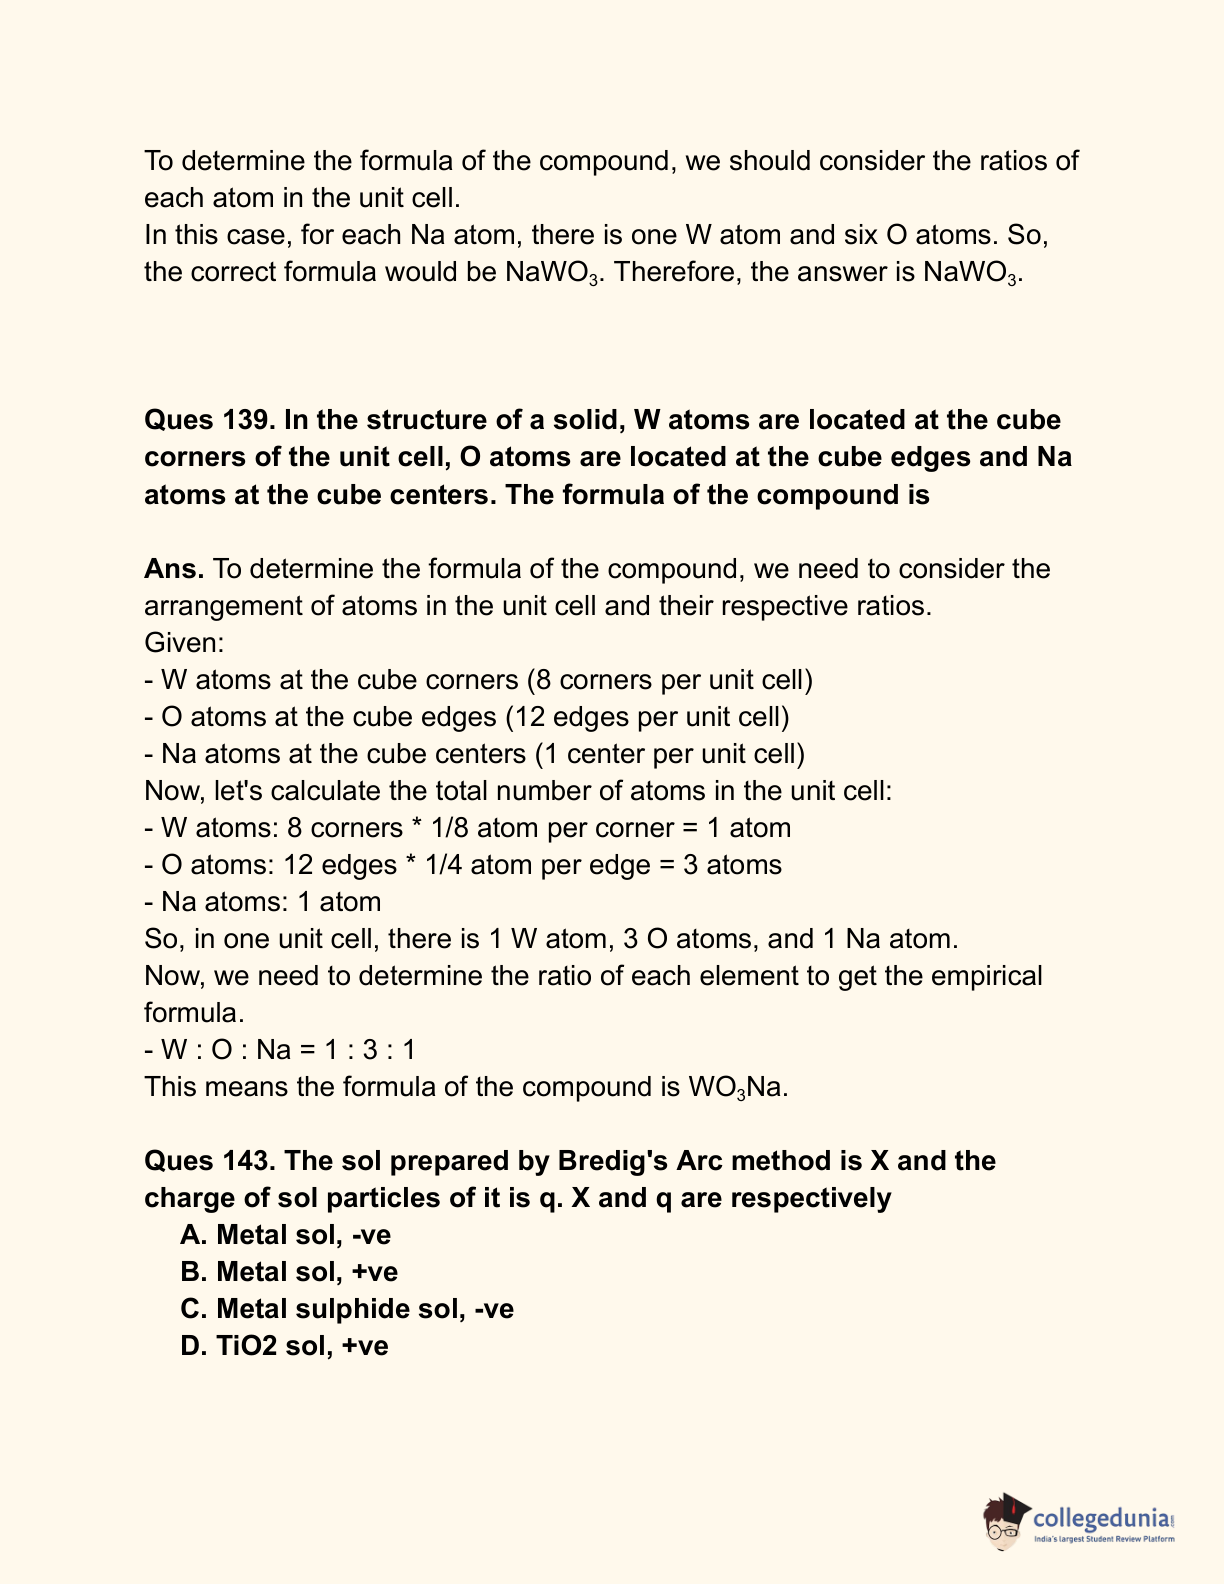 To determine the formula of the compound, we should consider the ratios of
each atom in the unit cell.
In this case, for each Na atom, there is one W atom and six O atoms. So,
the correct formula would be NaWO₃. Therefore, the answer is NaWO₃.
Ques 139. In the structure of a solid, W atoms are located at the cube
corners of the unit cell, O atoms are located at the cube edges and Na
atoms at the cube centers. The formula of the compound is
Ans. To determine the formula of the compound, we need to consider the
arrangement of atoms in the unit cell and their respective ratios.
Given:
- W atoms at the cube corners (8 corners per unit cell)
- O atoms at the cube edges (12 edges per unit cell)
- Na atoms at the cube centers (1 center per unit cell)
Now, let's calculate the total number of atoms in the unit cell:
- W atoms: 8 corners * 1/8 atom per corner = 1 atom
- O atoms: 12 edges * 1/4 atom per edge = 3 atoms
- Na atoms: 1 atom
So, in one unit cell, there is 1 W atom, 3 O atoms, and 1 Na atom.
Now, we need to determine the ratio of each element to get the empirical
formula.
- W : O : Na = 1 : 3 : 1
This means the formula of the compound is WO₃Na.
Ques 143. The sol prepared by Bredig's Arc method is X and the
charge of sol particles of it is q. X and q are respectively
A. Metal sol, -ve
B. Metal sol, +ve
C. Metal sulphide sol, -ve
D. TiO2 sol, +ve
collegedunia.com
India's largest Student Review Platform